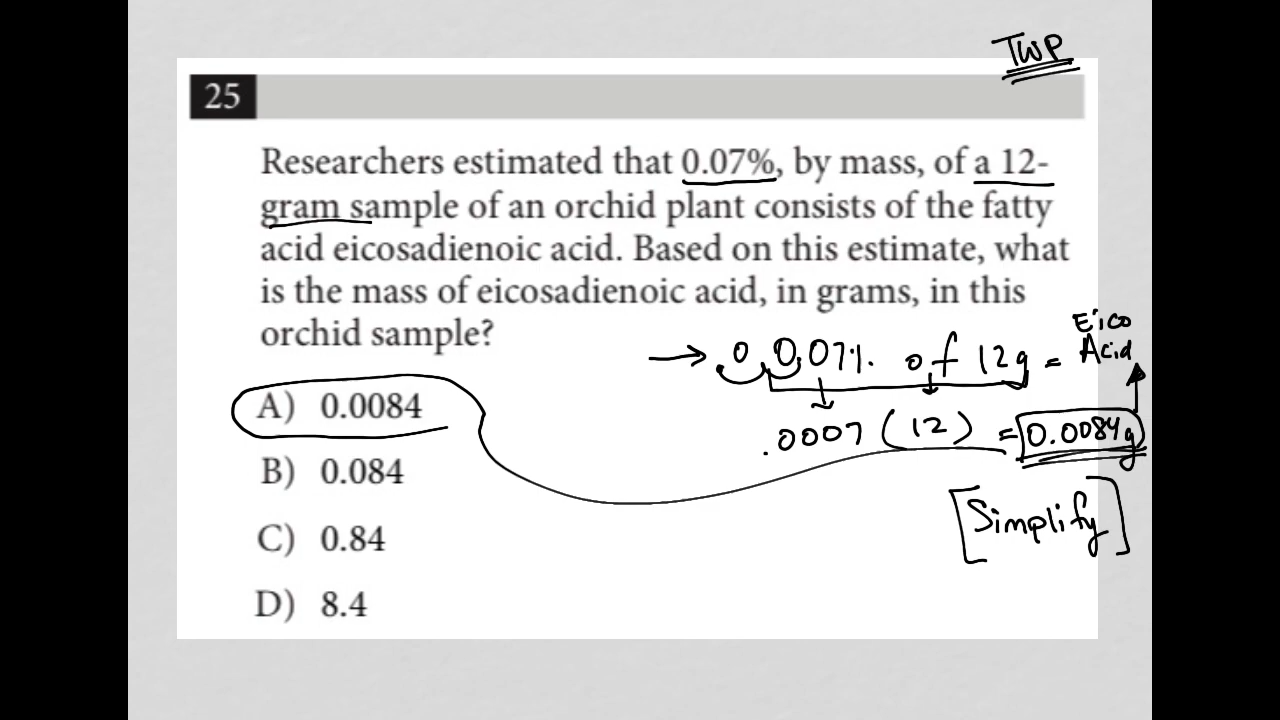 TWP
25
Researchers estimated that 0.07%, by mass, of a 12-
gram sample of an orchid plant consists of the fatty
acid eicosadienoic acid. Based on this estimate, what
is the mass of eicosadienoic acid, in grams, in this
orchid sample?
0 0.07% of 12g = Eico Acid
A) 0.0084
.0007 (12) = 0.0084g
B) 0.084
[Simplify]
C) 0.84
D) 8.4